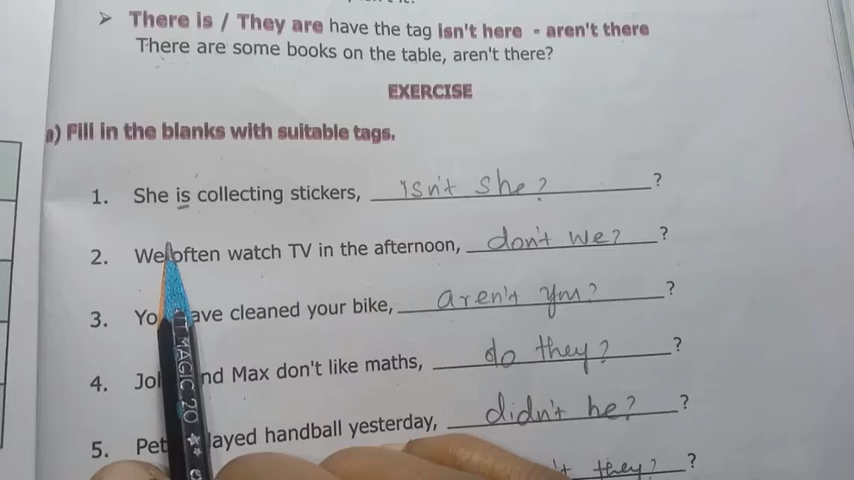 ➤ There is / They are have the tag isn't here - aren't there
There are some books on the table, aren't there?
EXERCISE
a) Fill in the blanks with suitable tags.
1. She is collecting stickers, isn't she? ?
2. We often watch TV in the afternoon, don't we? ?
3. Yo ave cleaned your bike, aren't you? ?
4. Jo nd Max don't like maths, do they? ?
5. Pet layed handball yesterday, didn't he? ?
't they? ?
MAGIC 20